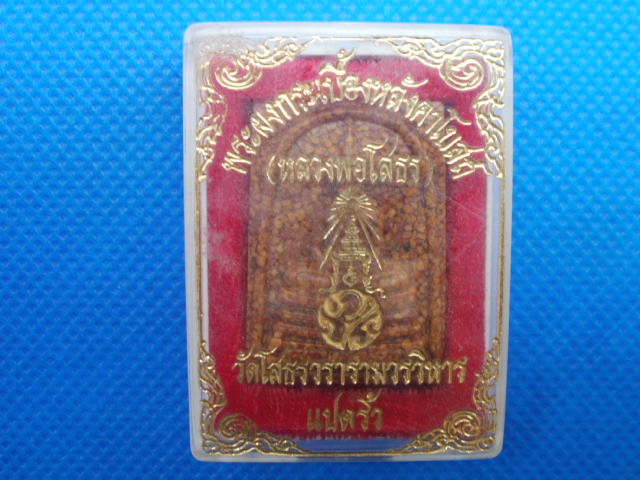 พระผงกระเบื้องหลังคาโบสถ์
(หลวงพ่อโสธร)
วัดโสธรวรารามวรวิหาร
แปดริ้ว